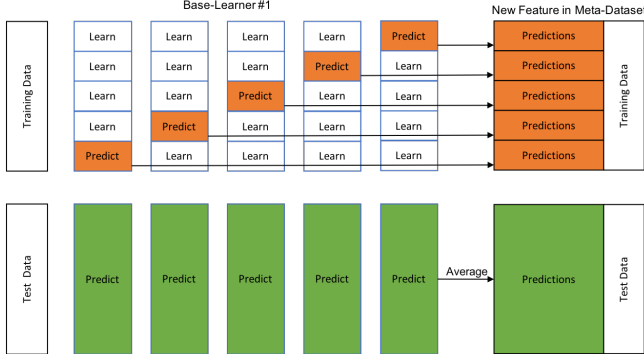 Base-Learner #1
New Feature in Meta-Dataset
Training Data
Learn Learn Learn Learn Predict Predictions
Learn Learn Learn Predict Learn Predictions
Learn Learn Predict Learn Learn Predictions
Learn Predict Learn Learn Learn Predictions
Predict Learn Learn Learn Learn Predictions
Training Data
Test Data
Predict Predict Predict Predict Predict
Average
Predictions
Test Data